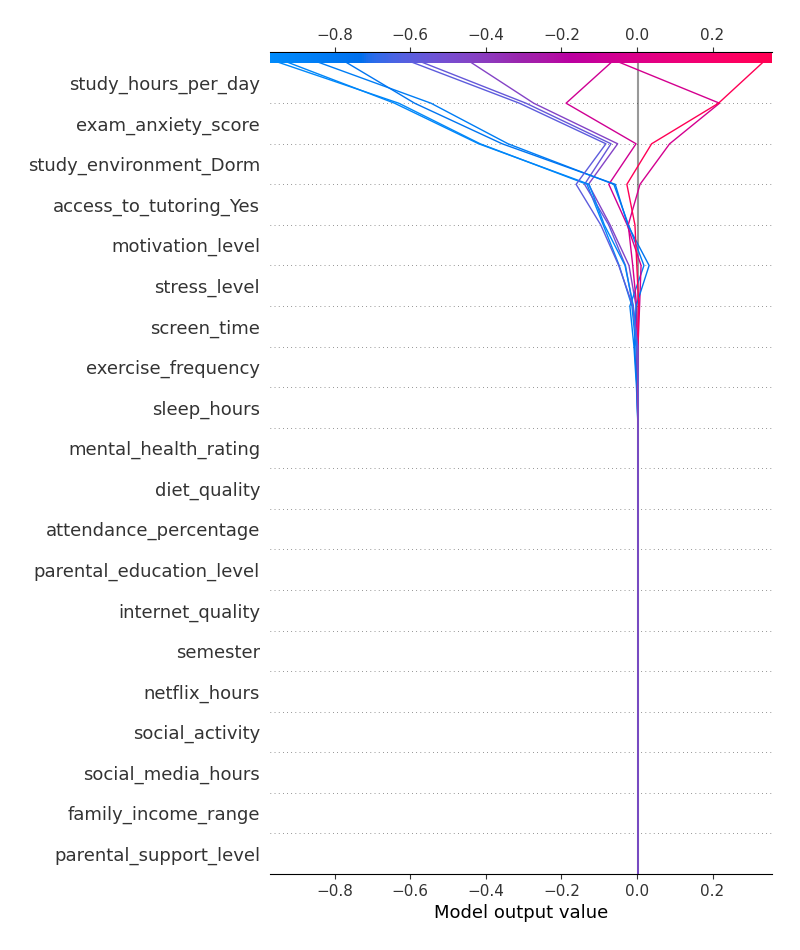 −0.8 −0.6 −0.4 −0.2 0.0 0.2
study_hours_per_day
exam_anxiety_score
study_environment_Dorm
access_to_tutoring_Yes
motivation_level
stress_level
screen_time
exercise_frequency
sleep_hours
mental_health_rating
diet_quality
attendance_percentage
parental_education_level
internet_quality
semester
netflix_hours
social_activity
social_media_hours
family_income_range
parental_support_level
−0.8 −0.6 −0.4 −0.2 0.0 0.2
Model output value